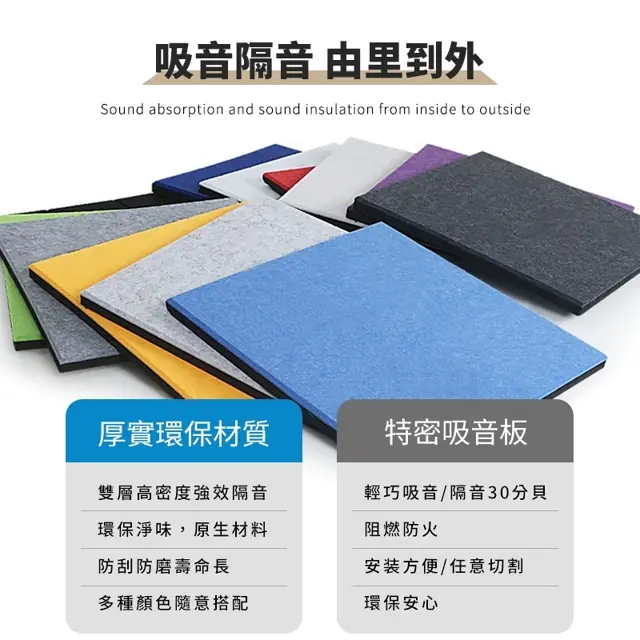 吸音隔音 由里到外
Sound absorption and sound insulation from inside to outside
厚實環保材質
雙層高密度強效隔音
環保淨味，原生材料
防刮防磨壽命長
多種顏色隨意搭配
特密吸音板
輕巧吸音/隔音30分貝
阻燃防火
安装方便/任意切割
環保安心